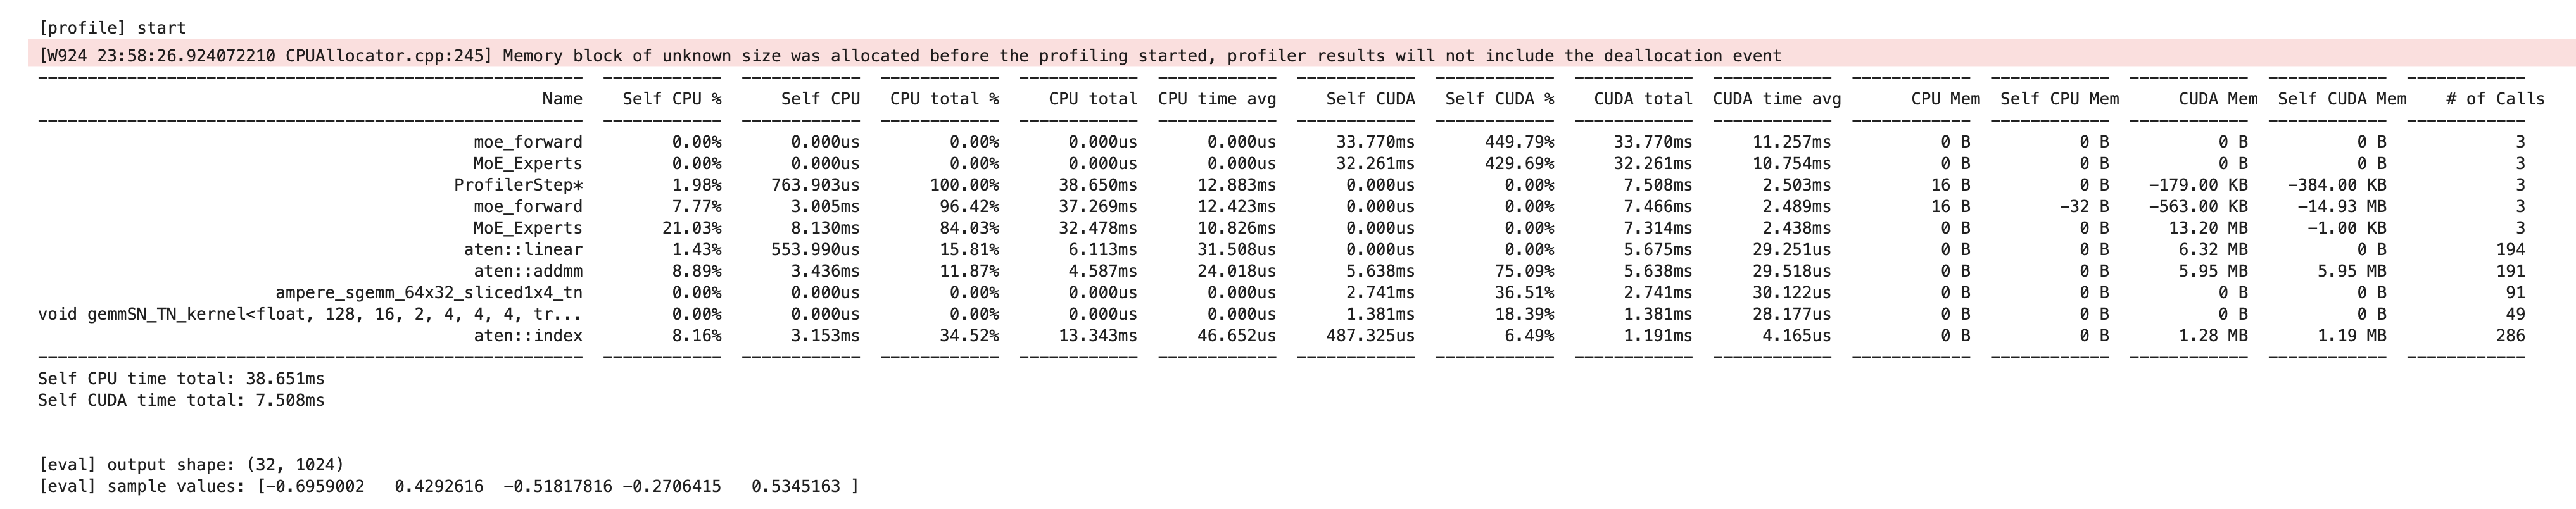 [profile] start
[W924 23:58:26.924072210 CPUAllocator.cpp:245] Memory block of unknown size was allocated before the profiling started, profiler results will not include the deallocation event
-------------------------------------------------------  ------------  ------------  ------------  ------------  ------------  ------------  ------------  ------------  ------------  ------------  ------------  ------------  ------------  ------------
Name  Self CPU %  Self CPU  CPU total %  CPU total  CPU time avg  Self CUDA  Self CUDA %  CUDA total  CUDA time avg  CPU Mem  Self CPU Mem  CUDA Mem  Self CUDA Mem  # of Calls
-------------------------------------------------------  ------------  ------------  ------------  ------------  ------------  ------------  ------------  ------------  ------------  ------------  ------------  ------------  ------------  ------------
moe_forward  0.00%  0.000us  0.00%  0.000us  0.000us  33.770ms  449.79%  33.770ms  11.257ms  0 B  0 B  0 B  0 B  3
MoE_Experts  0.00%  0.000us  0.00%  0.000us  0.000us  32.261ms  429.69%  32.261ms  10.754ms  0 B  0 B  0 B  0 B  3
ProfilerStep*  1.98%  763.903us  100.00%  38.650ms  12.883ms  0.000us  0.00%  7.508ms  2.503ms  16 B  0 B  -179.00 KB  -384.00 KB  3
moe_forward  7.77%  3.005ms  96.42%  37.269ms  12.423ms  0.000us  0.00%  7.466ms  2.489ms  16 B  -32 B  -563.00 KB  -14.93 MB  3
MoE_Experts  21.03%  8.130ms  84.03%  32.478ms  10.826ms  0.000us  0.00%  7.314ms  2.438ms  0 B  0 B  13.20 MB  -1.00 KB  3
aten::linear  1.43%  553.990us  15.81%  6.113ms  31.508us  0.000us  0.00%  5.675ms  29.251us  0 B  0 B  6.32 MB  0 B  194
aten::addmm  8.89%  3.436ms  11.87%  4.587ms  24.018us  5.638ms  75.09%  5.638ms  29.518us  0 B  0 B  5.95 MB  5.95 MB  191
ampere_sgemm_64x32_sliced1x4_tn  0.00%  0.000us  0.00%  0.000us  0.000us  2.741ms  36.51%  2.741ms  30.122us  0 B  0 B  0 B  0 B  91
void gemmSN_TN_kernel<float, 128, 16, 2, 4, 4, 4, tr...  0.00%  0.000us  0.00%  0.000us  0.000us  1.381ms  18.39%  1.381ms  28.177us  0 B  0 B  0 B  0 B  49
aten::index  8.16%  3.153ms  34.52%  13.343ms  46.652us  487.325us  6.49%  1.191ms  4.165us  0 B  0 B  1.28 MB  1.19 MB  286
-------------------------------------------------------  ------------  ------------  ------------  ------------  ------------  ------------  ------------  ------------  ------------  ------------  ------------  ------------  ------------  ------------
Self CPU time total: 38.651ms
Self CUDA time total: 7.508ms
[eval] output shape: (32, 1024)
[eval] sample values: [-0.6959002   0.4292616  -0.51817816 -0.2706415   0.5345163 ]